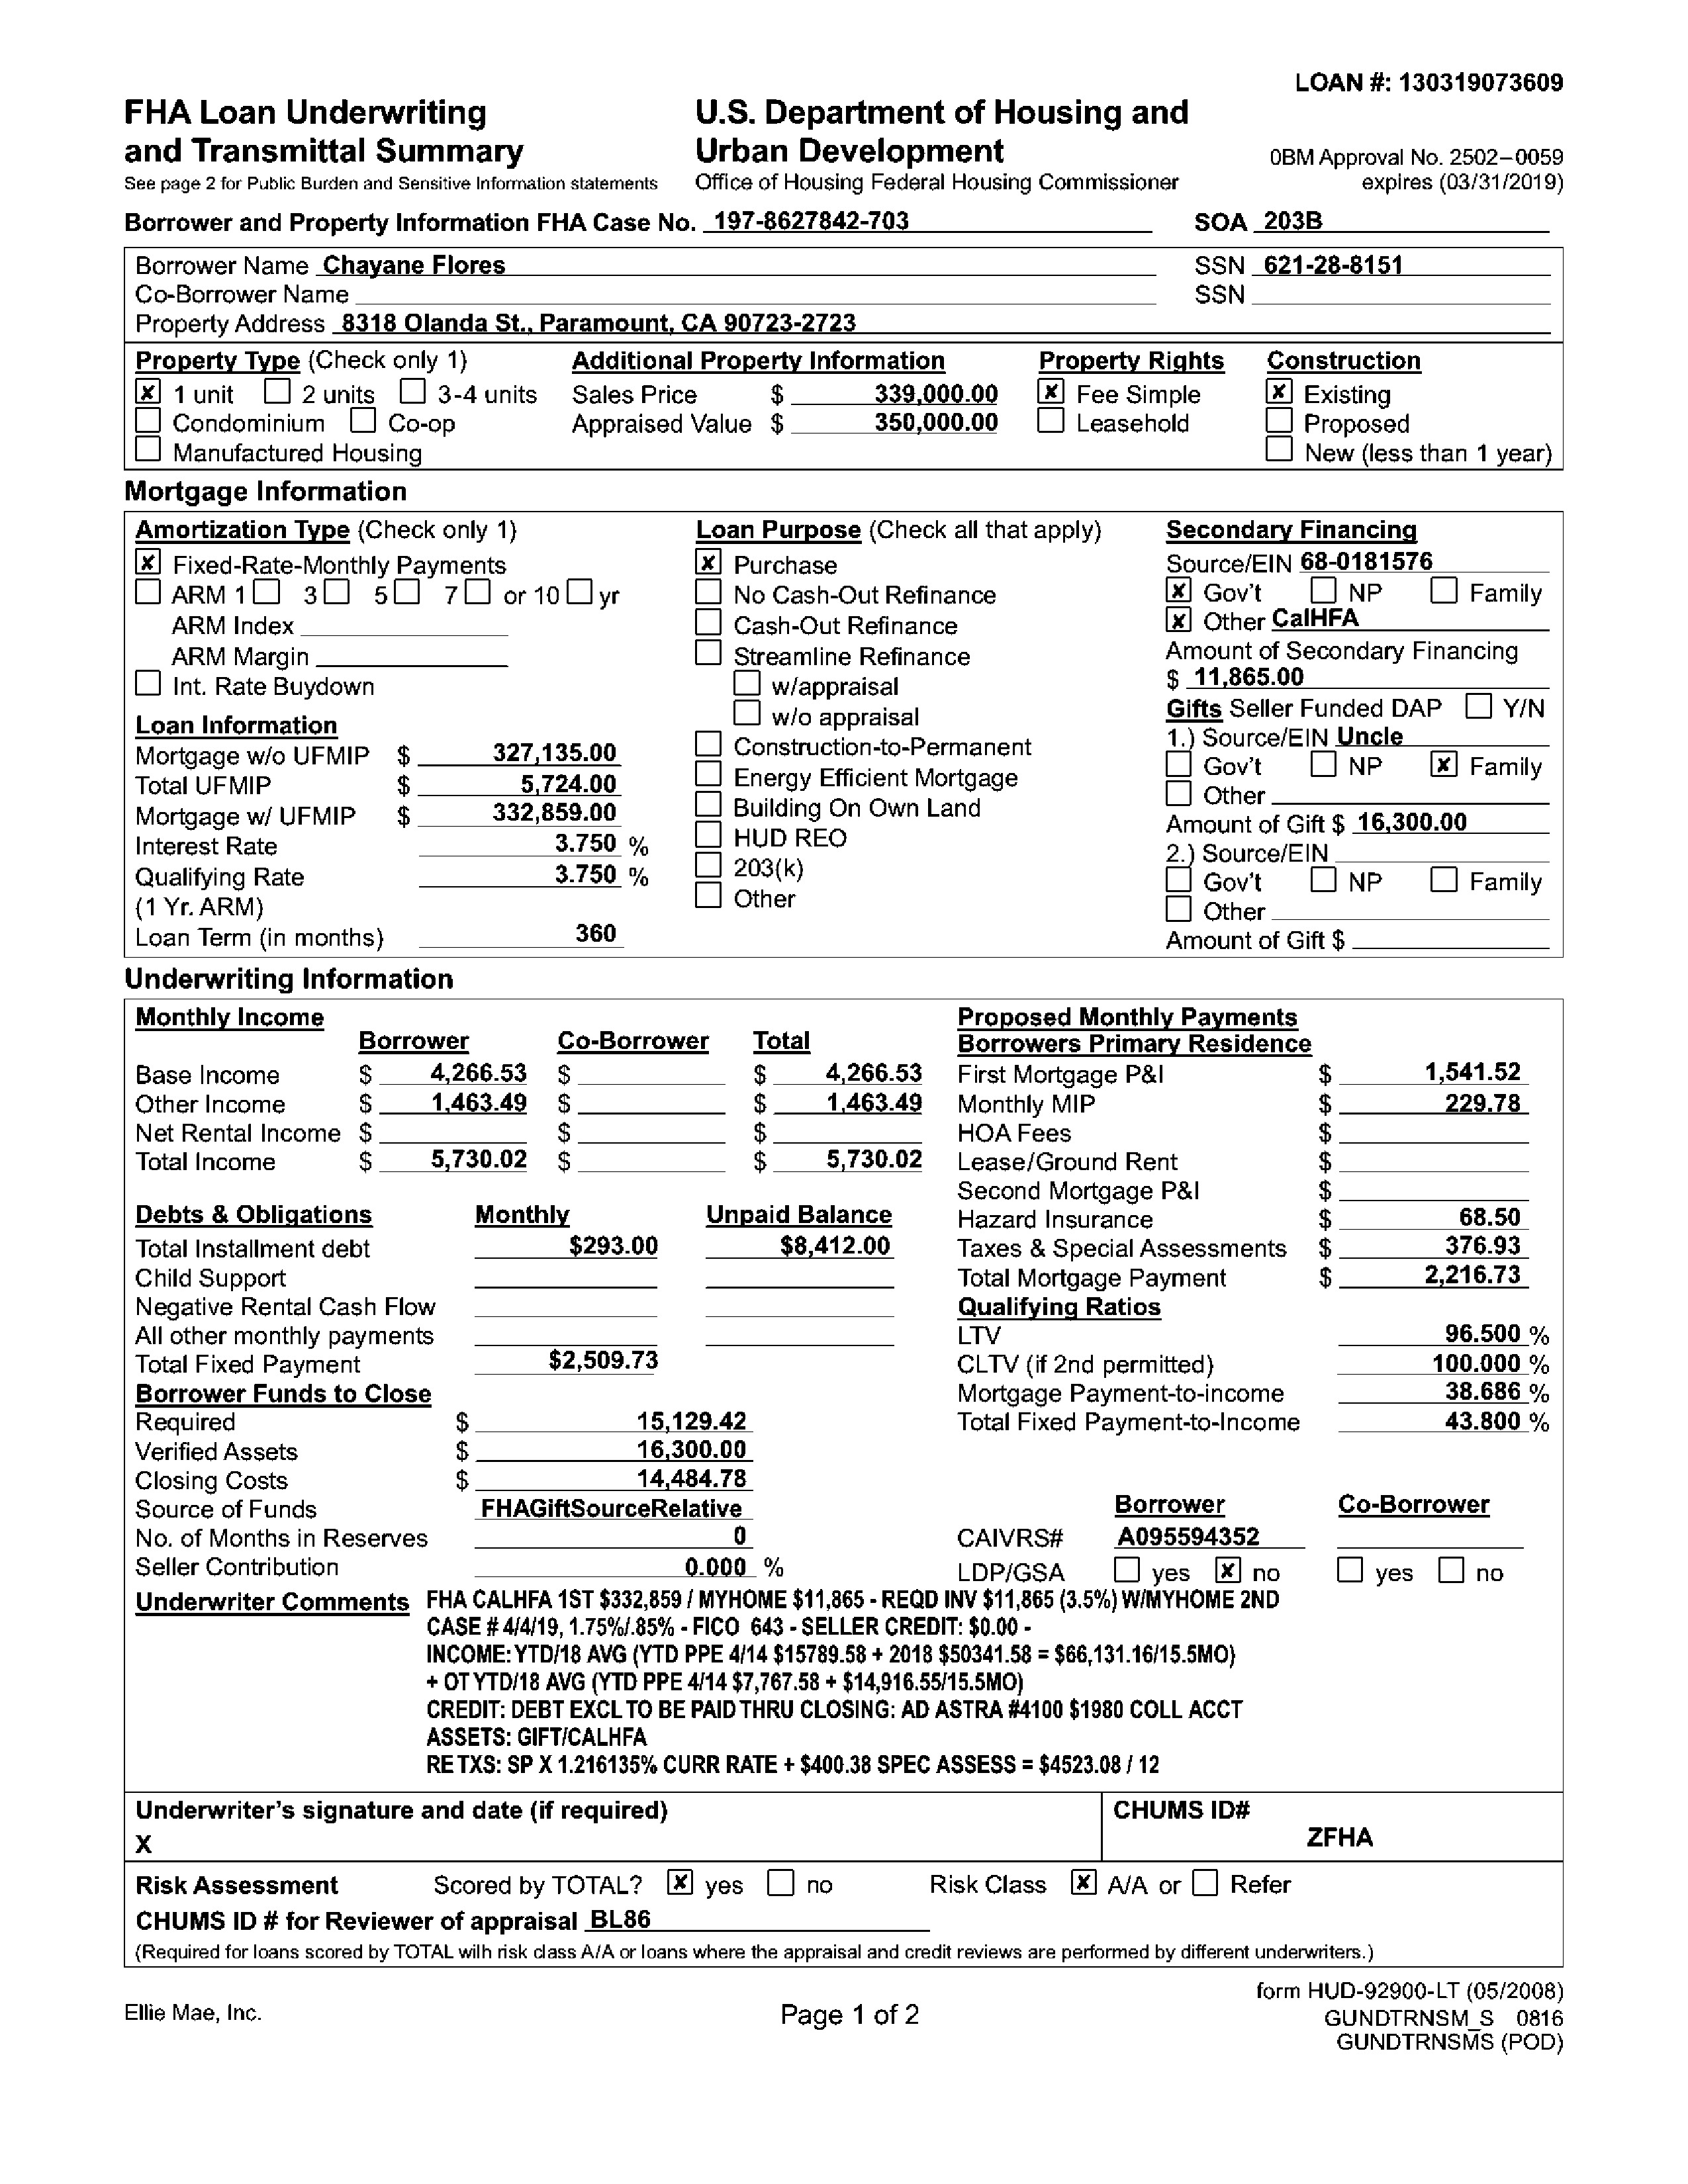 LOAN #: 130319073609
FHA Loan Underwriting
and Transmittal Summary
See page 2 for Public Burden and Sensitive Information statements
U.S. Department of Housing and
Urban Development
Office of Housing Federal Housing Commissioner
0BM Approval No. 2502–0059
expires (03/31/2019)
Borrower and Property Information FHA Case No. 197-8627842-703 SOA 203B
Borrower Name Chayane Flores SSN 621-28-8151
Co-Borrower Name SSN
Property Address 8318 Olanda St., Paramount, CA 90723-2723
Property Type (Check only 1)
1 unit 2 units 3-4 units
Condominium Co-op
Manufactured Housing
Additional Property Information
Sales Price $ 339,000.00
Appraised Value $ 350,000.00
Property Rights
Fee Simple
Leasehold
Construction
Existing
Proposed
New (less than 1 year)
Mortgage Information
Amortization Type (Check only 1)
Fixed-Rate-Monthly Payments
ARM 1 3 5 7 or 10 yr
ARM Index
ARM Margin
Int. Rate Buydown
Loan Information
Mortgage w/o UFMIP $ 327,135.00
Total UFMIP $ 5,724.00
Mortgage w/ UFMIP $ 332,859.00
Interest Rate 3.750 %
Qualifying Rate 3.750 %
(1 Yr. ARM)
Loan Term (in months) 360
Loan Purpose (Check all that apply)
Purchase
No Cash-Out Refinance
Cash-Out Refinance
Streamline Refinance
w/appraisal
w/o appraisal
Construction-to-Permanent
Energy Efficient Mortgage
Building On Own Land
HUD REO
203(k)
Other
Secondary Financing
Source/EIN 68-0181576
Gov't NP Family
Other CalHFA
Amount of Secondary Financing
$ 11,865.00
Gifts Seller Funded DAP Y/N
1.) Source/EIN Uncle
Gov't NP Family
Other
Amount of Gift $ 16,300.00
2.) Source/EIN
Gov't NP Family
Other
Amount of Gift $
Underwriting Information
Monthly Income
Borrower Co-Borrower Total
Base Income $ 4,266.53 $ $ 4,266.53
Other Income $ 1,463.49 $ $ 1,463.49
Net Rental Income $ $ $
Total Income $ 5,730.02 $ $ 5,730.02
Debts & Obligations Monthly Unpaid Balance
Total Installment debt $293.00 $8,412.00
Child Support
Negative Rental Cash Flow
All other monthly payments
Total Fixed Payment $2,509.73
Borrower Funds to Close
Required $ 15,129.42
Verified Assets $ 16,300.00
Closing Costs $ 14,484.78
Source of Funds FHAGiftSourceRelative
No. of Months in Reserves 0
Seller Contribution 0.000 %
Proposed Monthly Payments
Borrowers Primary Residence
First Mortgage P&I $ 1,541.52
Monthly MIP $ 229.78
HOA Fees $
Lease/Ground Rent $
Second Mortgage P&I $
Hazard Insurance $ 68.50
Taxes & Special Assessments $ 376.93
Total Mortgage Payment $ 2,216.73
Qualifying Ratios
LTV 96.500 %
CLTV (if 2nd permitted) 100.000 %
Mortgage Payment-to-income 38.686 %
Total Fixed Payment-to-Income 43.800 %
Borrower Co-Borrower
CAIVRS# A095594352
LDP/GSA yes no yes no
Underwriter Comments FHA CALHFA 1ST $332,859 / MYHOME $11,865 - REQD INV $11,865 (3.5%) W/MYHOME 2ND
CASE # 4/4/19, 1.75%/.85% - FICO 643 - SELLER CREDIT: $0.00 -
INCOME: YTD/18 AVG (YTD PPE 4/14 $15789.58 + 2018 $50341.58 = $66,131.16/15.5MO)
+ OT YTD/18 AVG (YTD PPE 4/14 $7,767.58 + $14,916.55/15.5MO)
CREDIT: DEBT EXCL TO BE PAID THRU CLOSING: AD ASTRA #4100 $1980 COLL ACCT
ASSETS: GIFT/CALHFA
RE TXS: SP X 1.216135% CURR RATE + $400.38 SPEC ASSESS = $4523.08 / 12
Underwriter's signature and date (if required)
X
CHUMS ID#
ZFHA
Risk Assessment Scored by TOTAL? yes no Risk Class A/A or Refer
CHUMS ID # for Reviewer of appraisal BL86
(Required for loans scored by TOTAL wilh risk class A/A or loans where the appraisal and credit reviews are performed by different underwriters.)
form HUD-92900-LT (05/2008)
Ellie Mae, Inc. Page 1 of 2 GUNDTRNSM_S 0816
GUNDTRNSMS (POD)